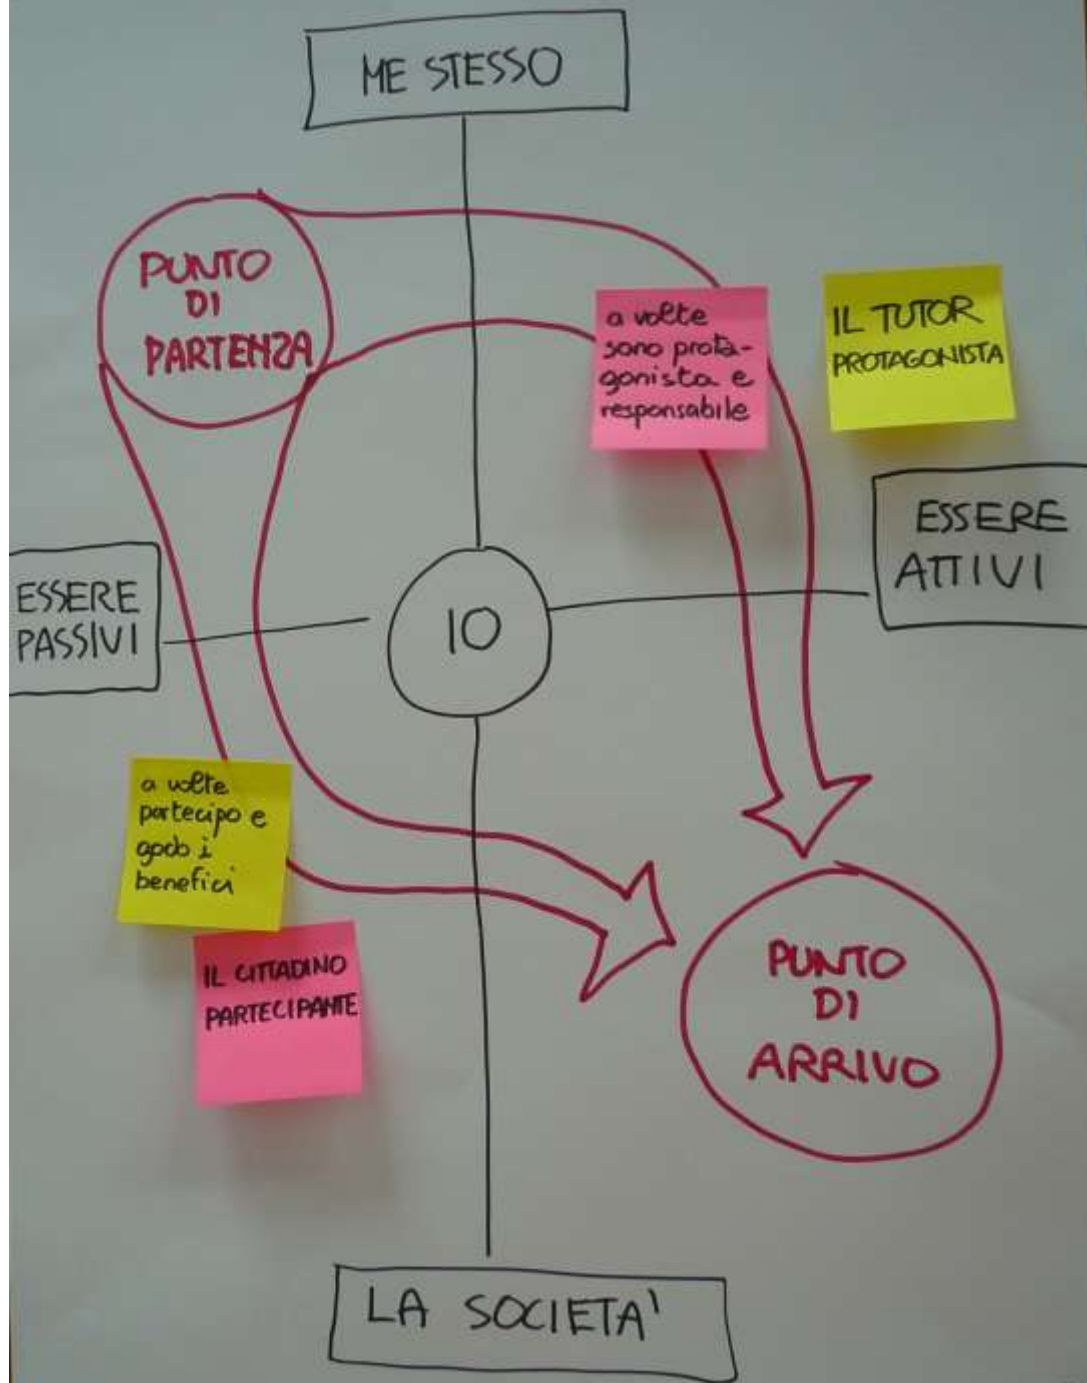 ME STESSO
PUNTO
DI
PARTENZA
a volte
sono prota-
gonista e
responsabile
IL TUTOR
PROTAGONISTA
ESSERE
ATTIVI
ESSERE
PASSIVI
IO
a volte
partecipo e
godo i
benefici
IL CITTADINO
PARTECIPANTE
PUNTO
DI
ARRIVO
LA SOCIETA'